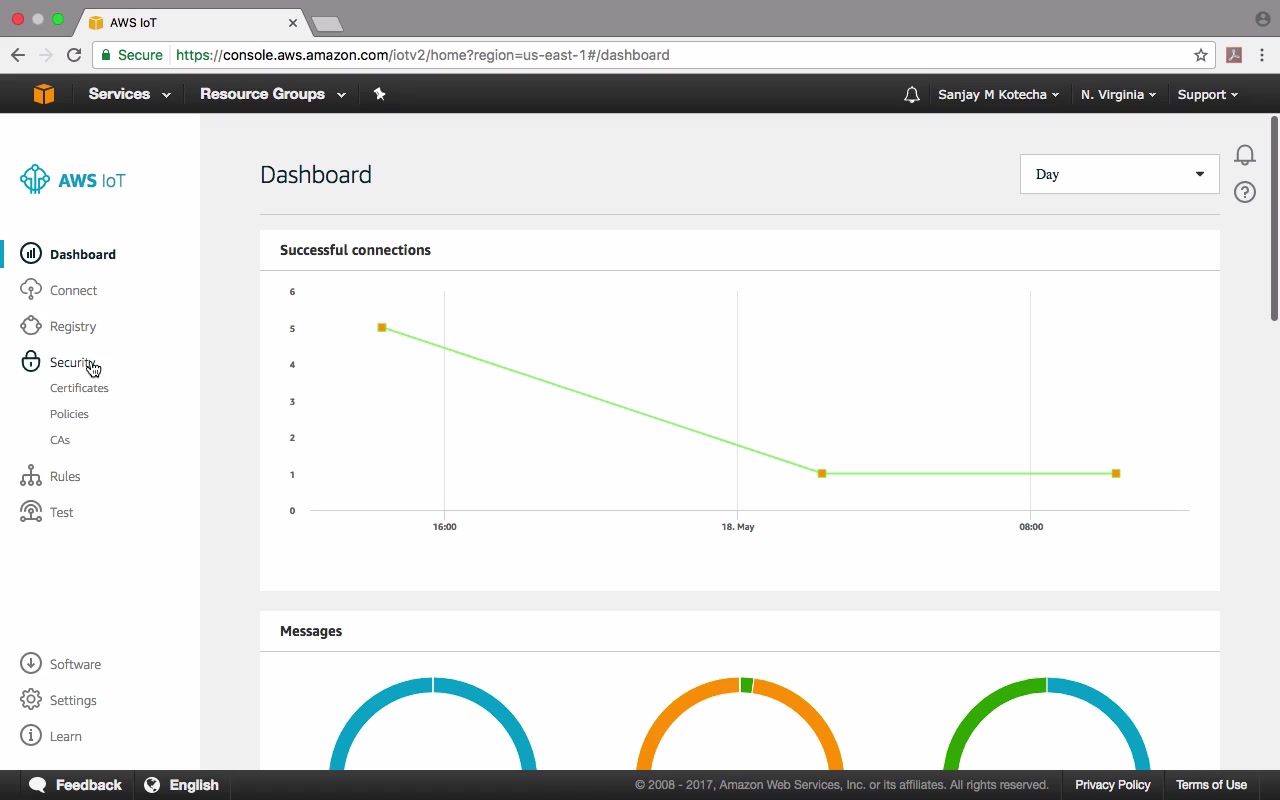 AWS IoT
Secure https://console.aws.amazon.com/iotv2/home?region=us-east-1#/dashboard
Services Resource Groups Sanjay M Kotecha N. Virginia Support
AWS IoT
Dashboard
Connect
Registry
Security
Certificates
Policies
CAs
Rules
Test
Software
Settings
Learn
Dashboard
Day
Successful connections
6
5
4
3
2
1
0
16:00 18. May 08:00
Messages
Feedback English © 2008 - 2017, Amazon Web Services, Inc. or its affiliates. All rights reserved. Privacy Policy Terms of Use